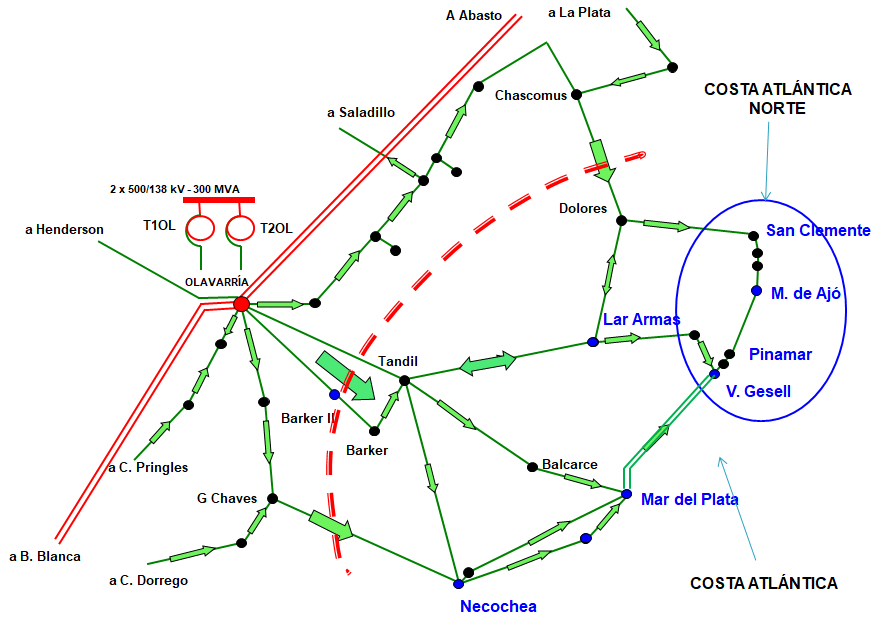 A Abasto
a La Plata
COSTA ATLÁNTICA
NORTE
Chascomus
a Saladillo
2 x 500/138 kV - 300 MVA
T1OL
T2OL
a Henderson
Dolores
San Clemente
OLAVARRÍA
M. de Ajó
Lar Armas
Pinamar
Tandil
V. Gesell
Barker II
Barker
Balcarce
a C. Pringles
G Chaves
Mar del Plata
a B. Blanca
a C. Dorrego
COSTA ATLÁNTICA
Necochea